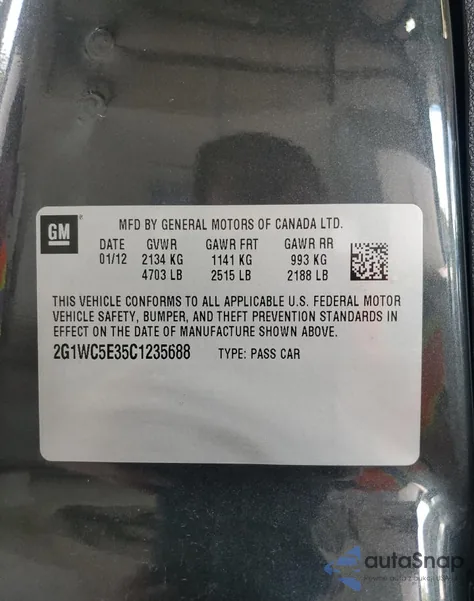 GM
MFD BY GENERAL MOTORS OF CANADA LTD.
DATE GVWR GAWR FRT GAWR RR
01/12 2134 KG 1141 KG 993 KG
4703 LB 2515 LB 2188 LB
THIS VEHICLE CONFORMS TO ALL APPLICABLE U.S. FEDERAL MOTOR
VEHICLE SAFETY, BUMPER, AND THEFT PREVENTION STANDARDS IN
EFFECT ON THE DATE OF MANUFACTURE SHOWN ABOVE.
2G1WC5E35C1235688 TYPE: PASS CAR
autaSnap